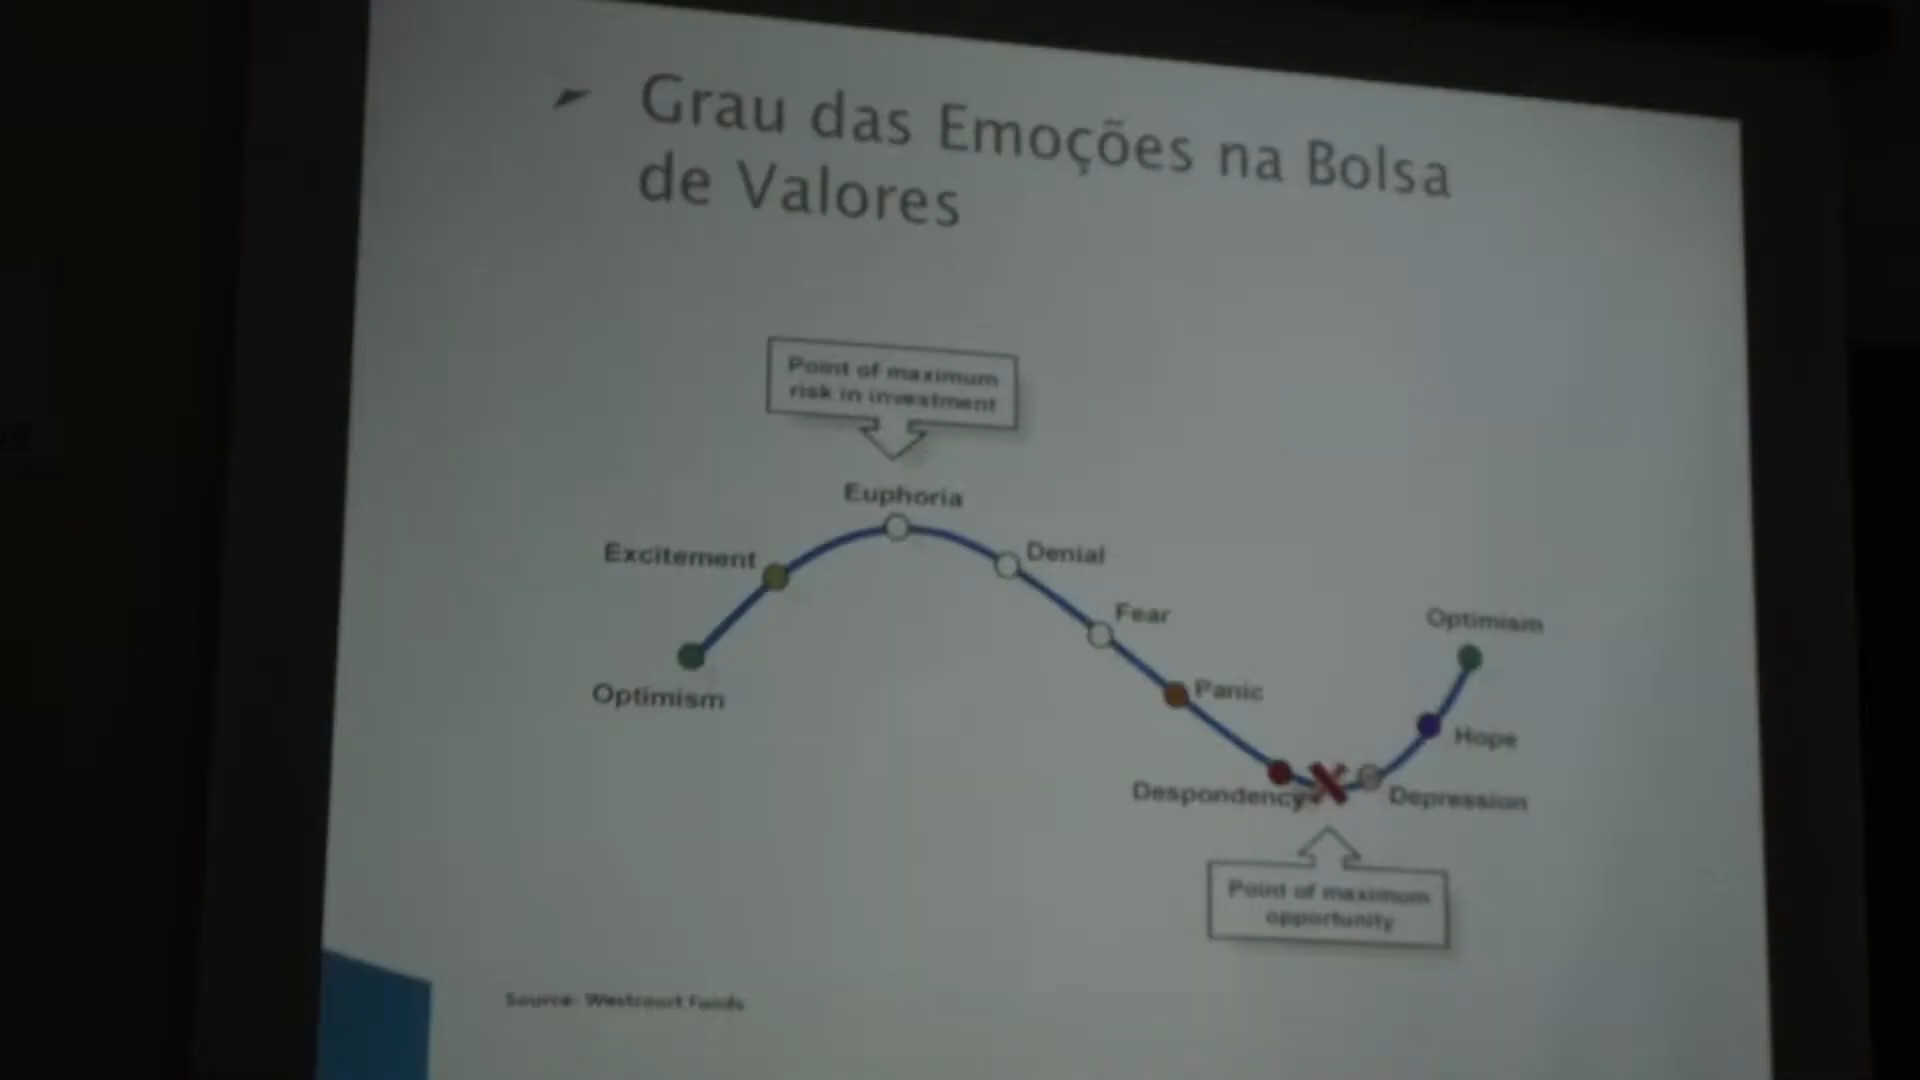 Grau das Emoções na Bolsa
de Valores
Point of maximum
risk in investment
Euphoria
Excitement
Denial
Fear
Optimism
Optimism
Panic
Hope
Despondency
Depression
Point of maximum
opportunity
Source: Westcourt Funds